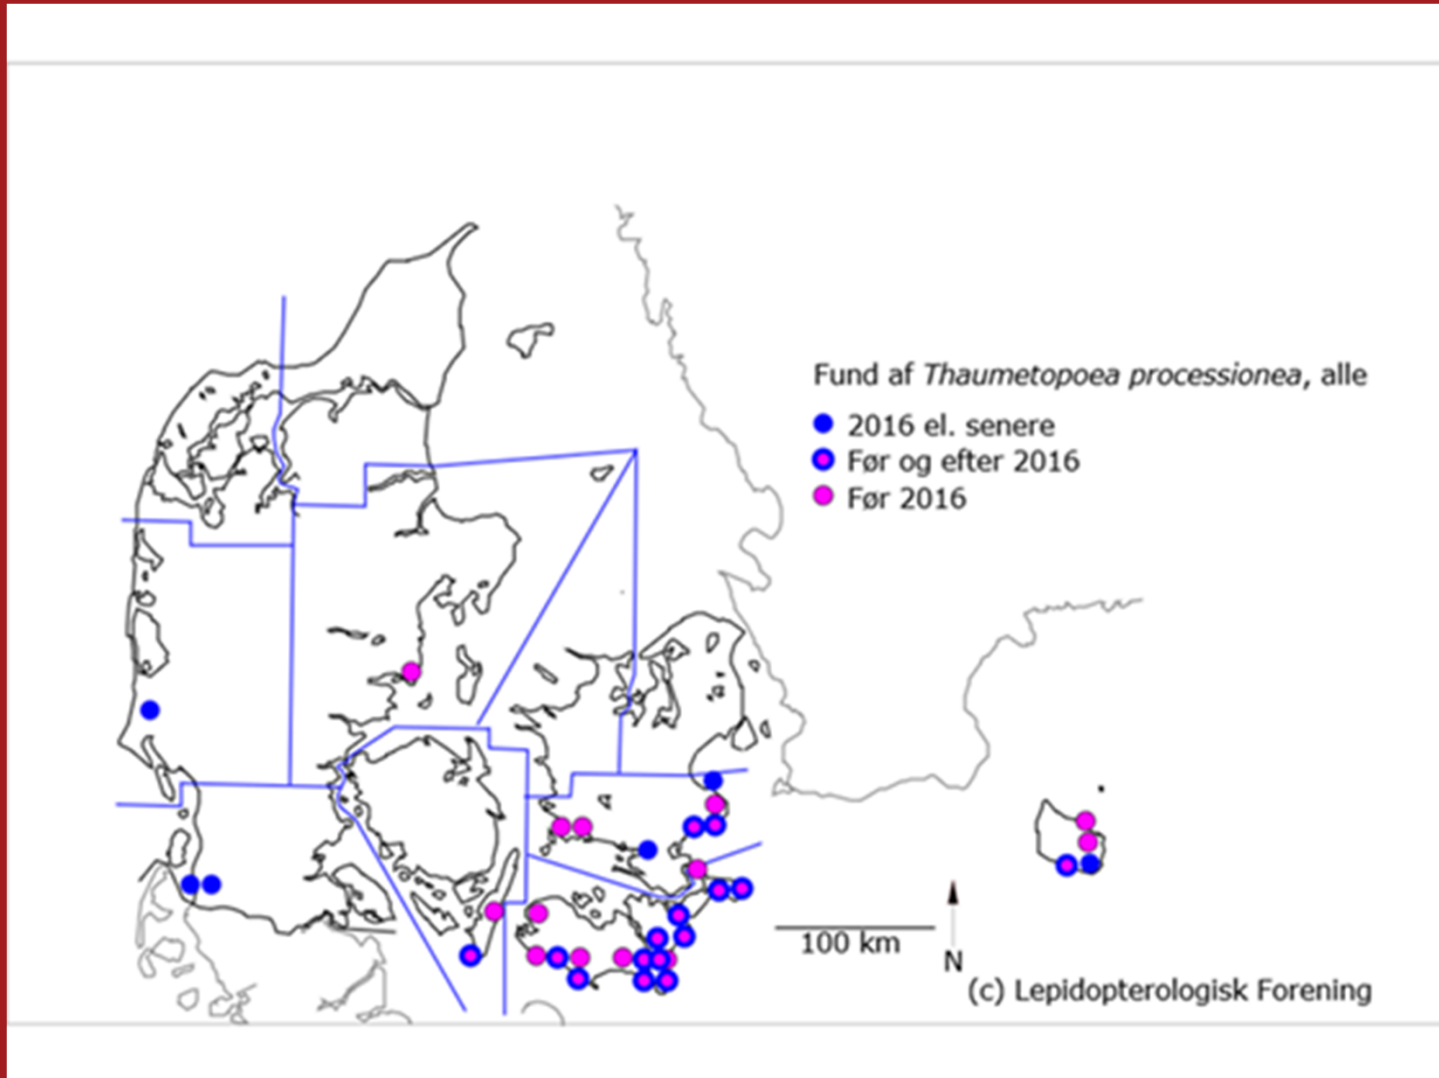 Fund af Thaumetopoea processionea, alle
2016 el. senere
Før og efter 2016
Før 2016
100 km
N
(c) Lepidopterologisk Forening